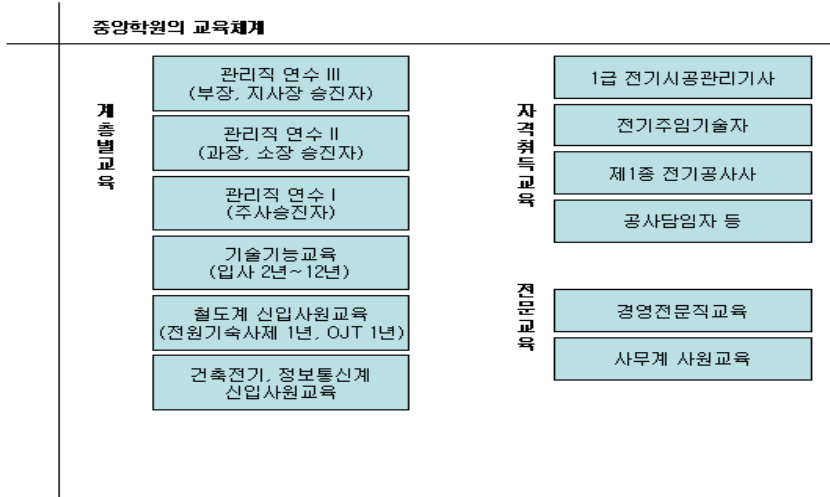 중앙학원의 교육체계
계층별교육
관리직 연수 III
(부장, 지사장 승진자)
관리직 연수 II
(과장, 소장 승진자)
관리직 연수 I
(주사승진자)
기술기능교육
(입사 2년~12년)
철도계 신입사원교육
(전원기숙사제 1년, OJT 1년)
건축전기, 정보통신계
신입사원교육
자격취득교육
1급 전기시공관리기사
전기주임기술자
제1종 전기공사사
공사담임자 등
전문교육
경영전문직교육
사무계 사원교육